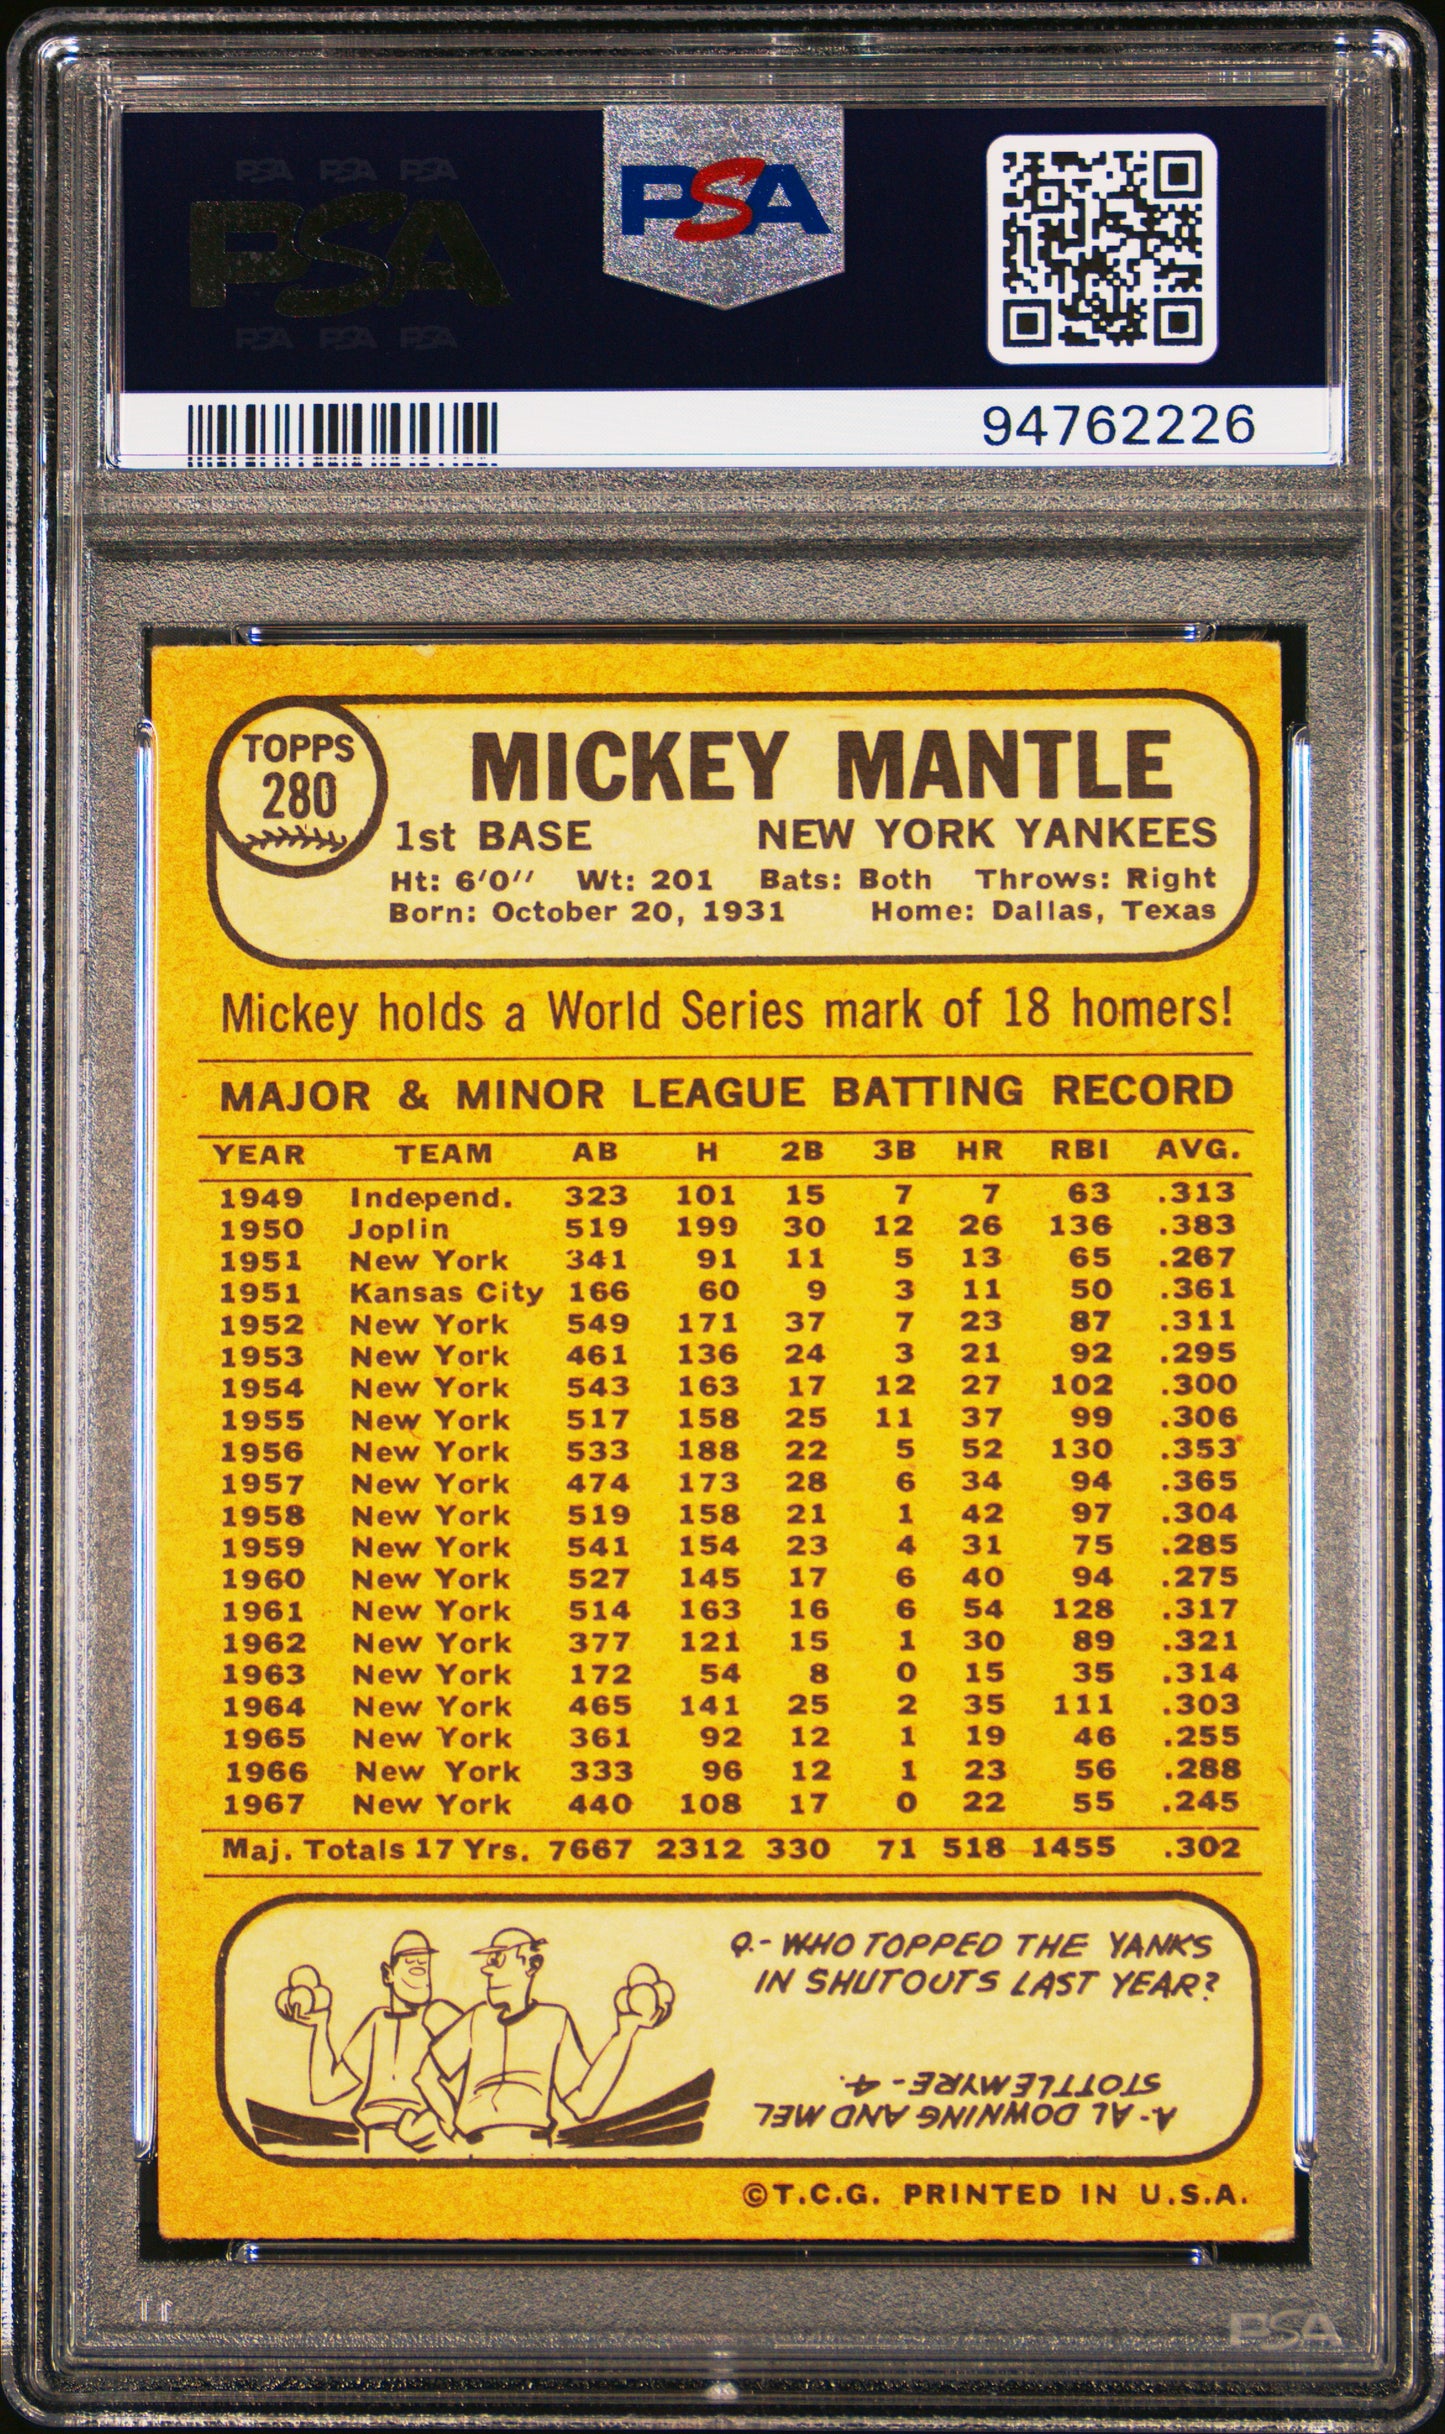 PSA PSA PSA
PSA
PSA PSA PSA
PSA
94762226
TOPPS
280
MICKEY MANTLE
1st BASE NEW YORK YANKEES
Ht: 6'0'' Wt: 201 Bats: Both Throws: Right
Born: October 20, 1931 Home: Dallas, Texas
Mickey holds a World Series mark of 18 homers!
MAJOR & MINOR LEAGUE BATTING RECORD
YEAR TEAM AB H 2B 3B HR RBI AVG.
1949 Independ. 323 101 15 7 7 63 .313
1950 Joplin 519 199 30 12 26 136 .383
1951 New York 341 91 11 5 13 65 .267
1951 Kansas City 166 60 9 3 11 50 .361
1952 New York 549 171 37 7 23 87 .311
1953 New York 461 136 24 3 21 92 .295
1954 New York 543 163 17 12 27 102 .300
1955 New York 517 158 25 11 37 99 .306
1956 New York 533 188 22 5 52 130 .353
1957 New York 474 173 28 6 34 94 .365
1958 New York 519 158 21 1 42 97 .304
1959 New York 541 154 23 4 31 75 .285
1960 New York 527 145 17 6 40 94 .275
1961 New York 514 163 16 6 54 128 .317
1962 New York 377 121 15 1 30 89 .321
1963 New York 172 54 8 0 15 35 .314
1964 New York 465 141 25 2 35 111 .303
1965 New York 361 92 12 1 19 46 .255
1966 New York 333 96 12 1 23 56 .288
1967 New York 440 108 17 0 22 55 .245
Maj. Totals 17 Yrs. 7667 2312 330 71 518 1455 .302
Q.- WHO TOPPED THE YANKS
IN SHUTOUTS LAST YEAR?
A.- AL DOWNING AND MEL
STOTTLEMYRE - 4.
©T.C.G. PRINTED IN U.S.A.
PSA